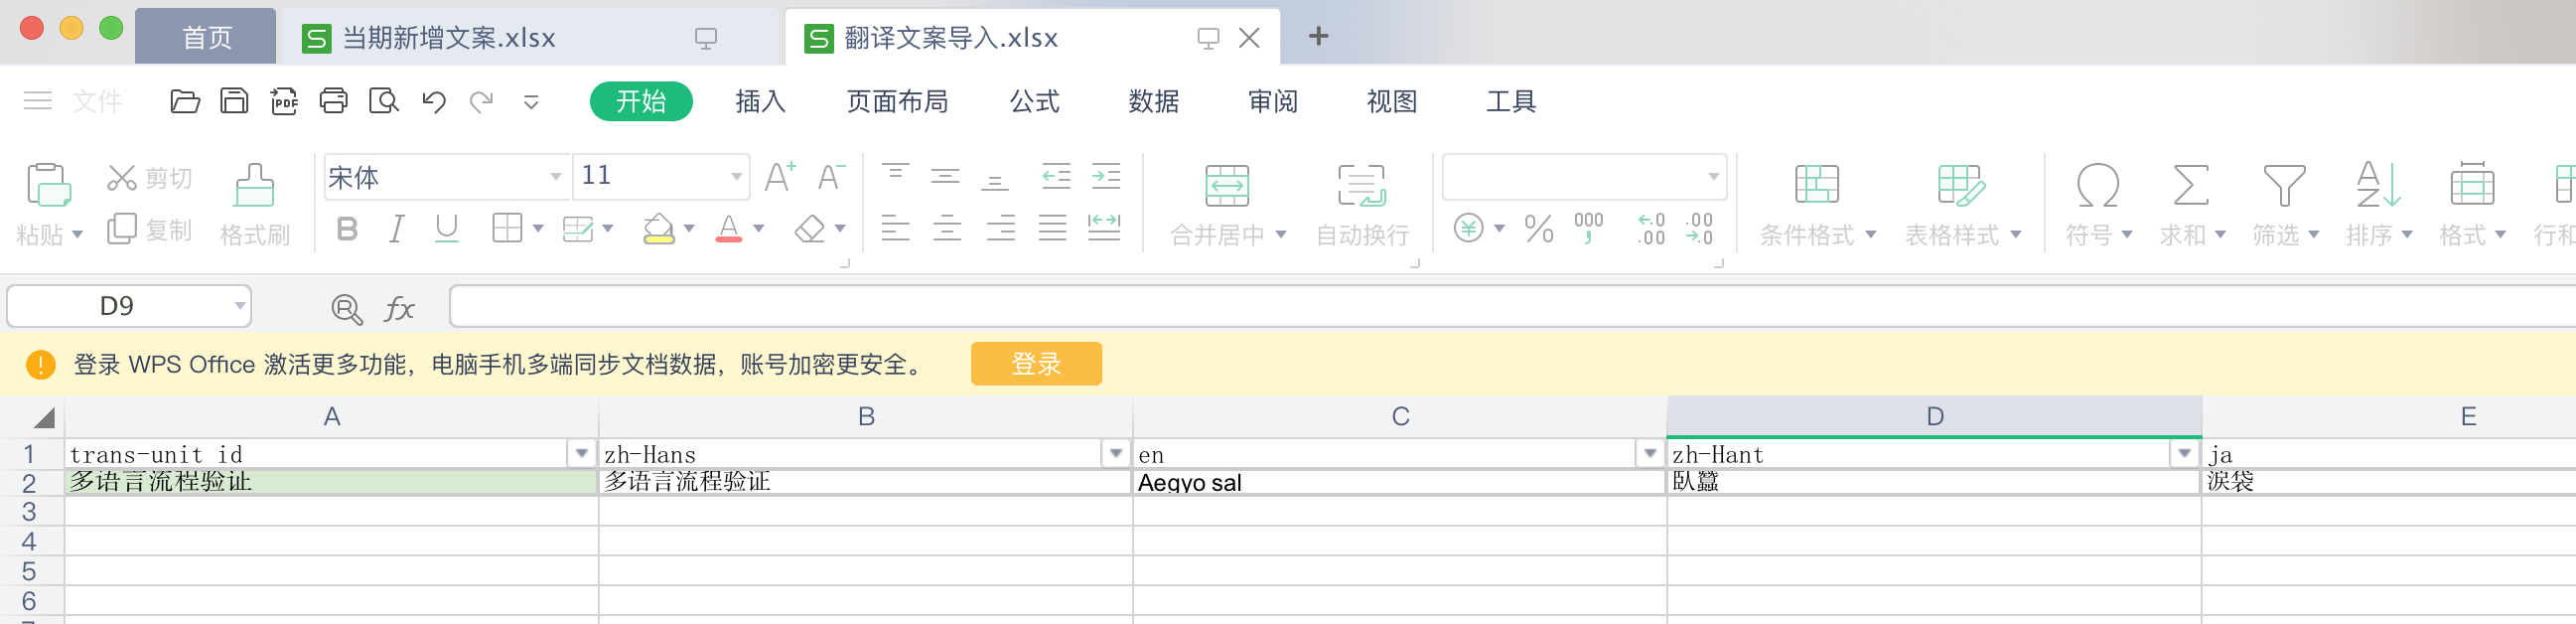 首页 当期新增文案.xlsx 翻译文案导入.xlsx
文件 开始 插入 页面布局 公式 数据 审阅 视图 工具
粘贴 剪切 复制 格式刷 宋体 11 合并居中 自动换行 条件格式 表格样式 符号 求和 筛选 排序 格式 行和
D9
登录 WPS Office 激活更多功能，电脑手机多端同步文档数据，账号加密更安全。 登录
A B C D E
1 trans-unit id zh-Hans en zh-Hant ja
2 多语言流程验证 多语言流程验证 Aegyo sal 臥蠶 涙袋
3
4
5
6